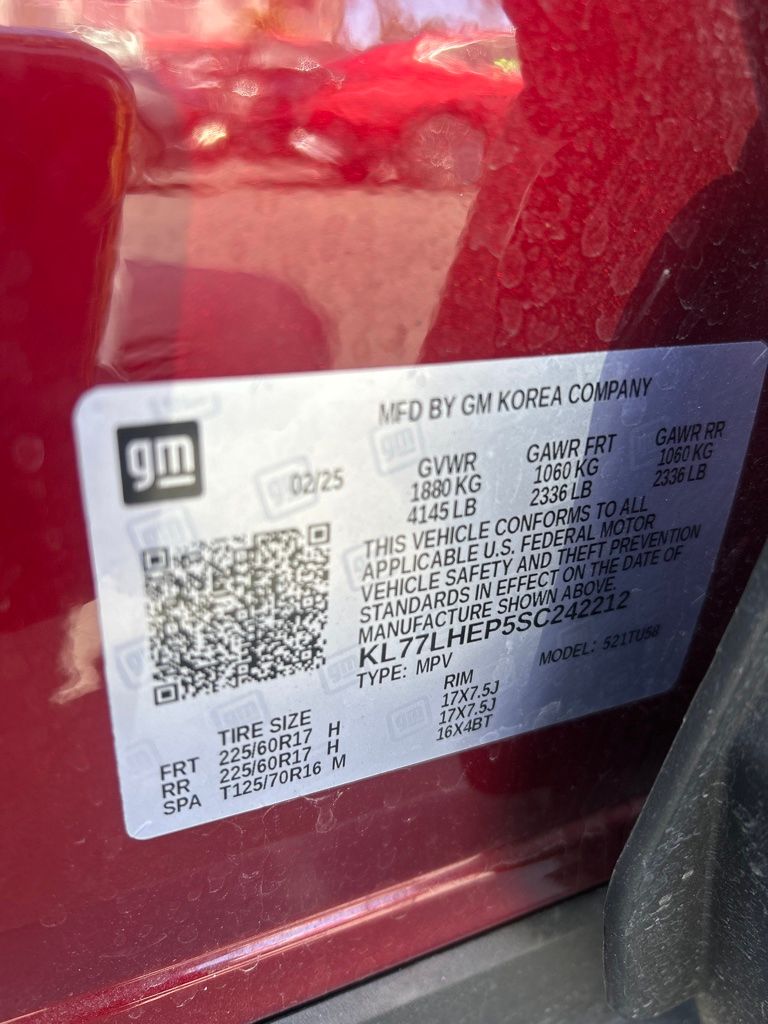 MFD BY GM KOREA COMPANY
gm
02/25
GVWR GAWR FRT GAWR RR
1880 KG 1060 KG 1060 KG
4145 LB 2336 LB 2336 LB
THIS VEHICLE CONFORMS TO ALL
APPLICABLE U.S. FEDERAL MOTOR
VEHICLE SAFETY AND THEFT PREVENTION
STANDARDS IN EFFECT ON THE DATE OF
MANUFACTURE SHOWN ABOVE.
KL77LHEP5SC242212
TYPE: MPV MODEL: 521TU58
TIRE SIZE RIM
FRT 225/60R17 H 17X7.5J
RR 225/60R17 H 17X7.5J
SPA T125/70R16 M 16X4BT